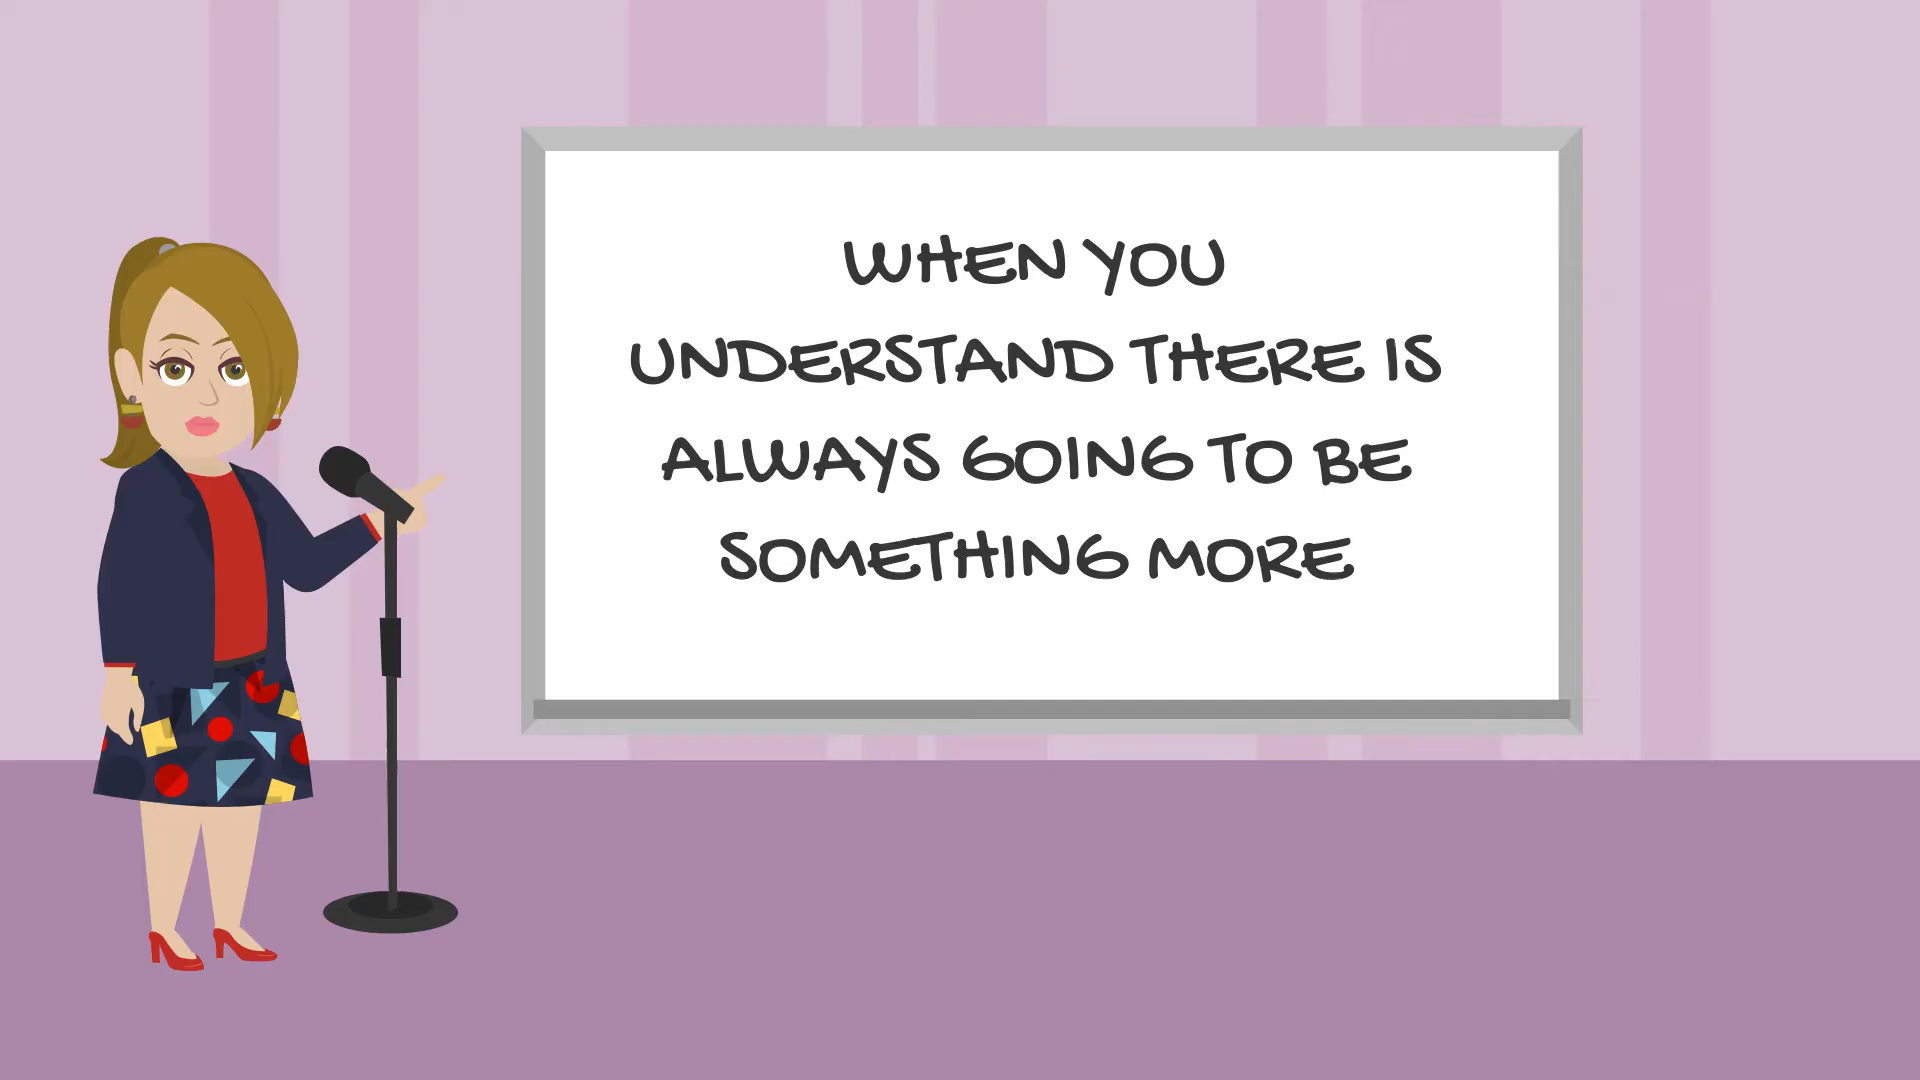 WHEN YOU
UNDERSTAND THERE IS
ALWAYS GOING TO BE
SOMETHING MORE